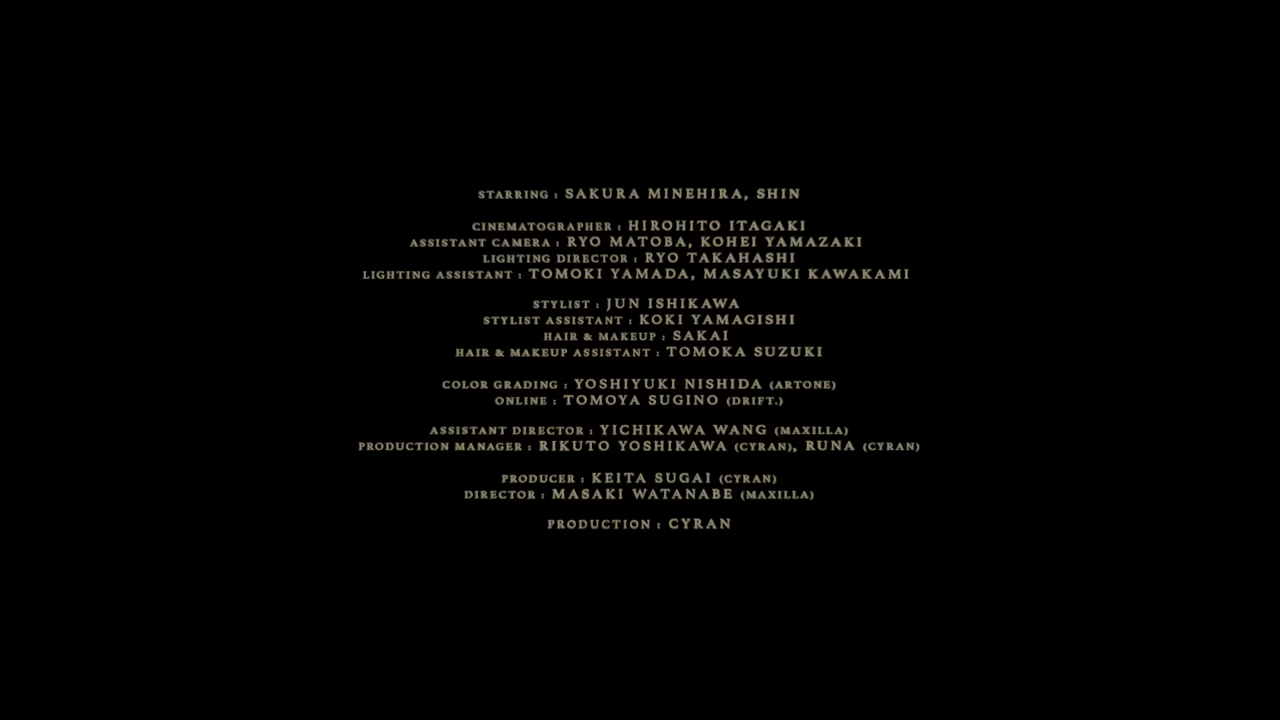 STARRING : SAKURA MINEHIRA, SHIN
CINEMATOGRAPHER : HIROHITO ITAGAKI
ASSISTANT CAMERA : RYO MATOBA, KOHEI YAMAZAKI
LIGHTING DIRECTOR : RYO TAKAHASHI
LIGHTING ASSISTANT : TOMOKI YAMADA, MASAYUKI KAWAKAMI
STYLIST : JUN ISHIKAWA
STYLIST ASSISTANT : KOKI YAMAGISHI
HAIR & MAKEUP : SAKAI
HAIR & MAKEUP ASSISTANT : TOMOKA SUZUKI
COLOR GRADING : YOSHIYUKI NISHIDA (ARTONE)
ONLINE : TOMOYA SUGINO (DRIFT.)
ASSISTANT DIRECTOR : YICHIKAWA WANG (MAXILLA)
PRODUCTION MANAGER : RIKUTO YOSHIKAWA (CYRAN), RUNA (CYRAN)
PRODUCER : KEITA SUGAI (CYRAN)
DIRECTOR : MASAKI WATANABE (MAXILLA)
PRODUCTION : CYRAN